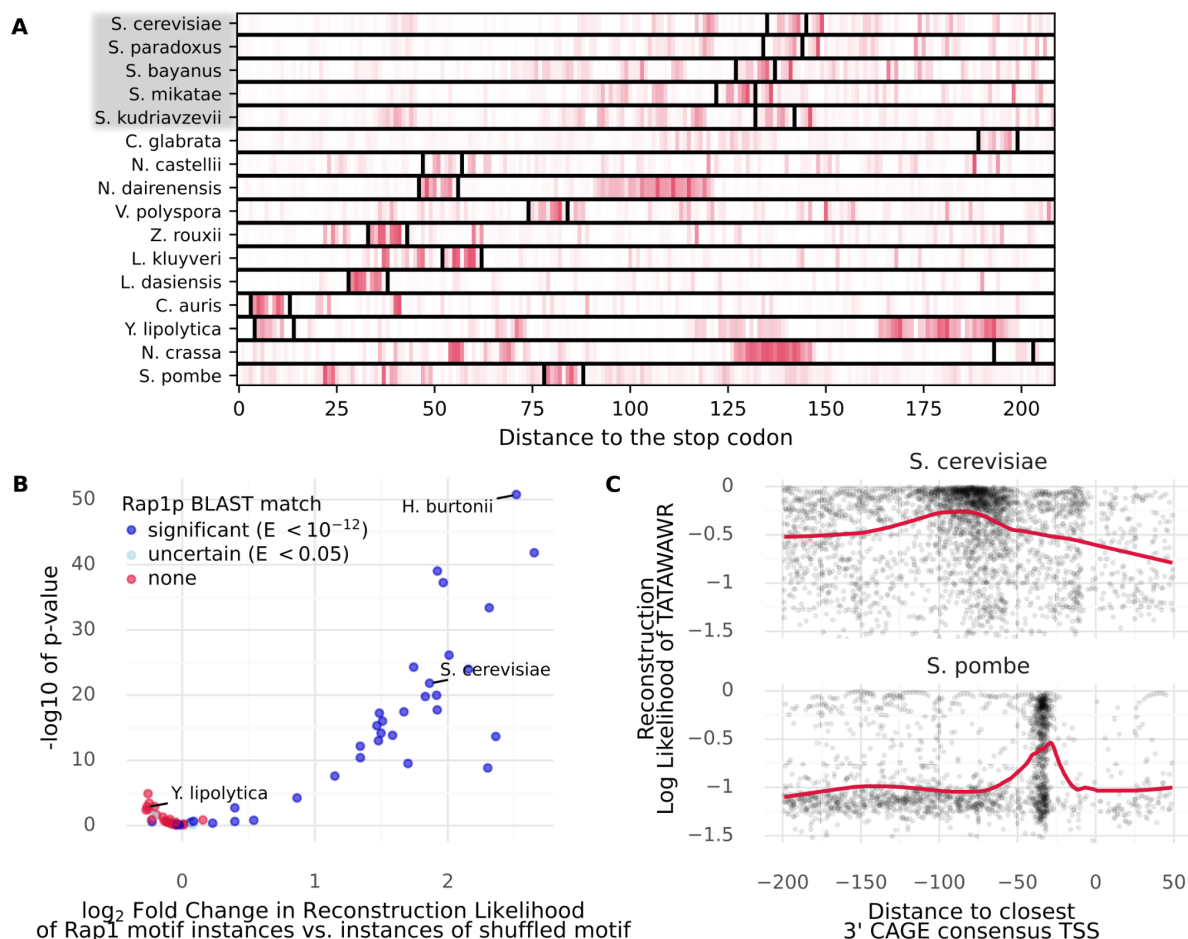 A
S. cerevisiae
S. paradoxus
S. bayanus
S. mikatae
S. kudriavzevii
C. glabrata
N. castellii
N. dairenensis
V. polyspora
Z. rouxii
L. kluyveri
L. dasiensis
C. auris
Y. lipolytica
N. crassa
S. pombe
0 25 50 75 100 125 150 175 200
Distance to the stop codon
B
Rap1p BLAST match
significant (E < 10⁻¹²)
uncertain (E < 0.05)
none
H. burtonii
S. cerevisiae
Y. lipolytica
50
40
30
20
10
0
-log10 of p-value
0 1 2
log₂ Fold Change in Reconstruction Likelihood
of Rap1 motif instances vs. instances of shuffled motif
C
S. cerevisiae
0
−0.5
−1
−1.5
S. pombe
0
−0.5
−1
−1.5
Reconstruction
Log Likelihood of TATAWAWR
−200 −150 −100 −50 0 50
Distance to closest
3' CAGE consensus TSS